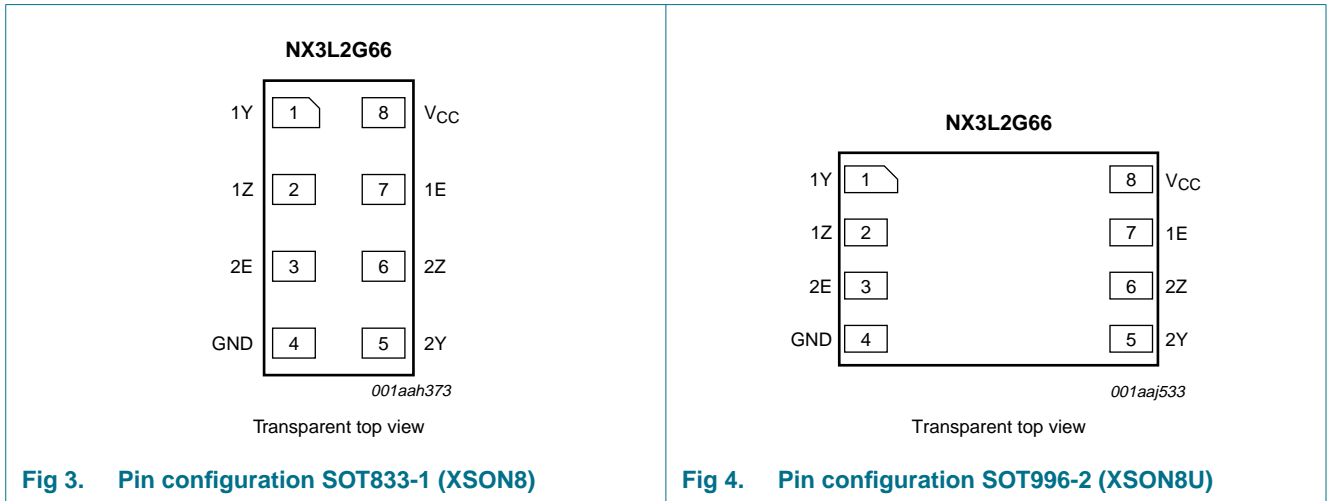 NX3L2G66
1Y 1 8 VCC
1Z 2 7 1E
2E 3 6 2Z
GND 4 5 2Y
001aah373
Transparent top view
Fig 3. Pin configuration SOT833-1 (XSON8)
NX3L2G66
1Y 1 8 VCC
1Z 2 7 1E
2E 3 6 2Z
GND 4 5 2Y
001aaj533
Transparent top view
Fig 4. Pin configuration SOT996-2 (XSON8U)